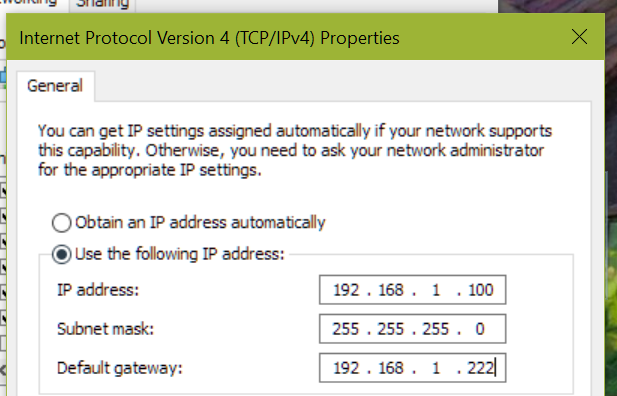 Sharing
Internet Protocol Version 4 (TCP/IPv4) Properties
General
You can get IP settings assigned automatically if your network supports
this capability. Otherwise, you need to ask your network administrator
for the appropriate IP settings.
Obtain an IP address automatically
Use the following IP address:
IP address: 192 . 168 . 1 . 100
Subnet mask: 255 . 255 . 255 . 0
Default gateway: 192 . 168 . 1 . 222